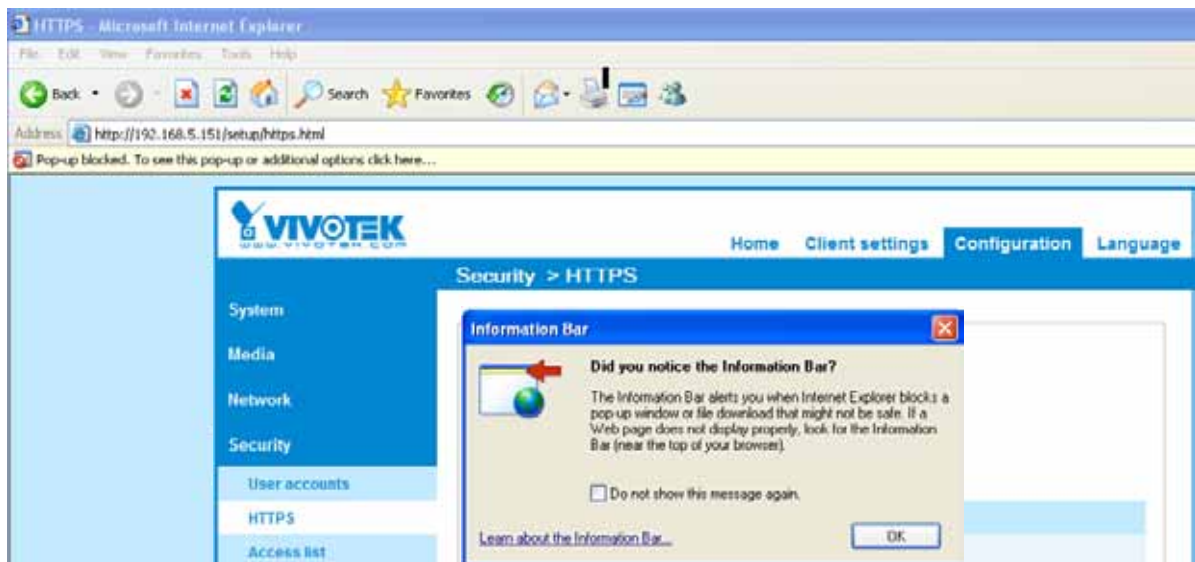 HTTPS - Microsoft Internet Explorer
File Edit View Favorites Tools Help
Back Search Favorites
Address http://192.168.5.151/setup/https.html
Pop-up blocked. To see this pop-up or additional options click here...
VIVOTEK
www.vivotek.com
Home Client settings Configuration Language
Security > HTTPS
System
Media
Network
Security
User accounts
HTTPS
Access list
Information Bar
Did you notice the Information Bar?
The Information Bar alerts you when Internet Explorer blocks a
pop-up window or file download that might not be safe. If a
Web page does not display properly, look for the Information
Bar (near the top of your browser).
Do not show this message again.
Learn about the Information Bar...
OK